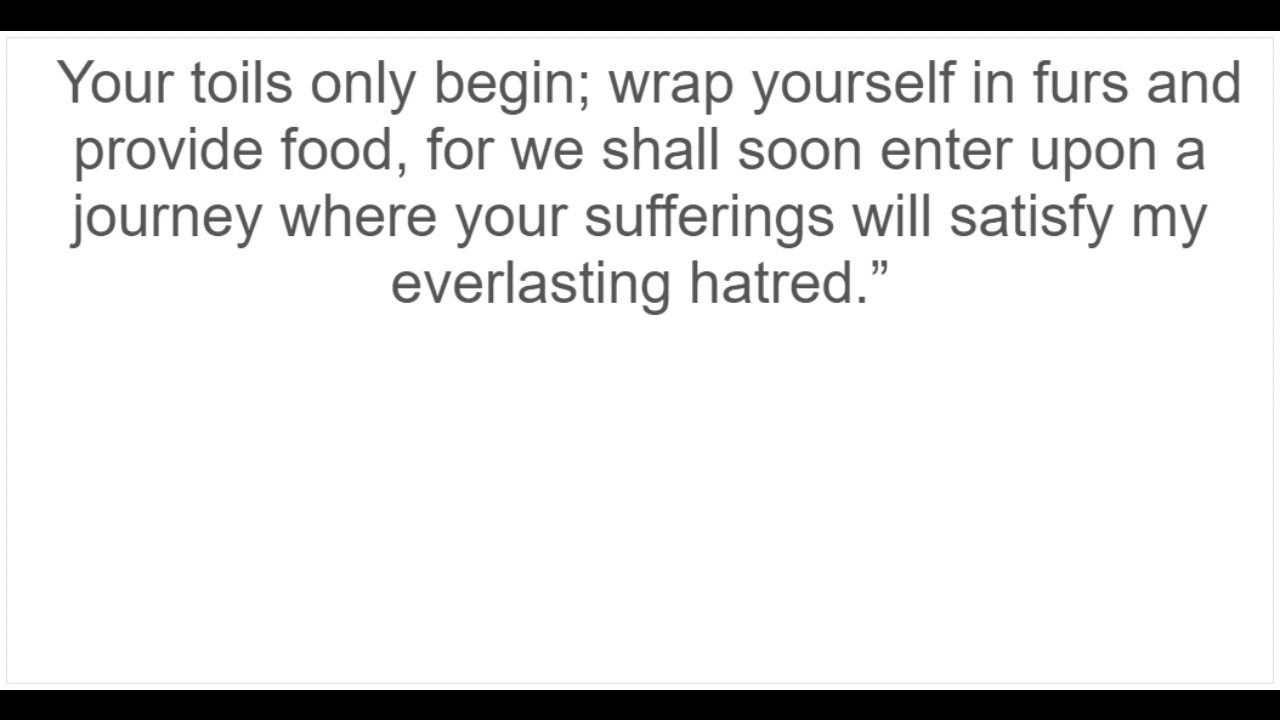 Your toils only begin; wrap yourself in furs and
provide food, for we shall soon enter upon a
journey where your sufferings will satisfy my
everlasting hatred.”